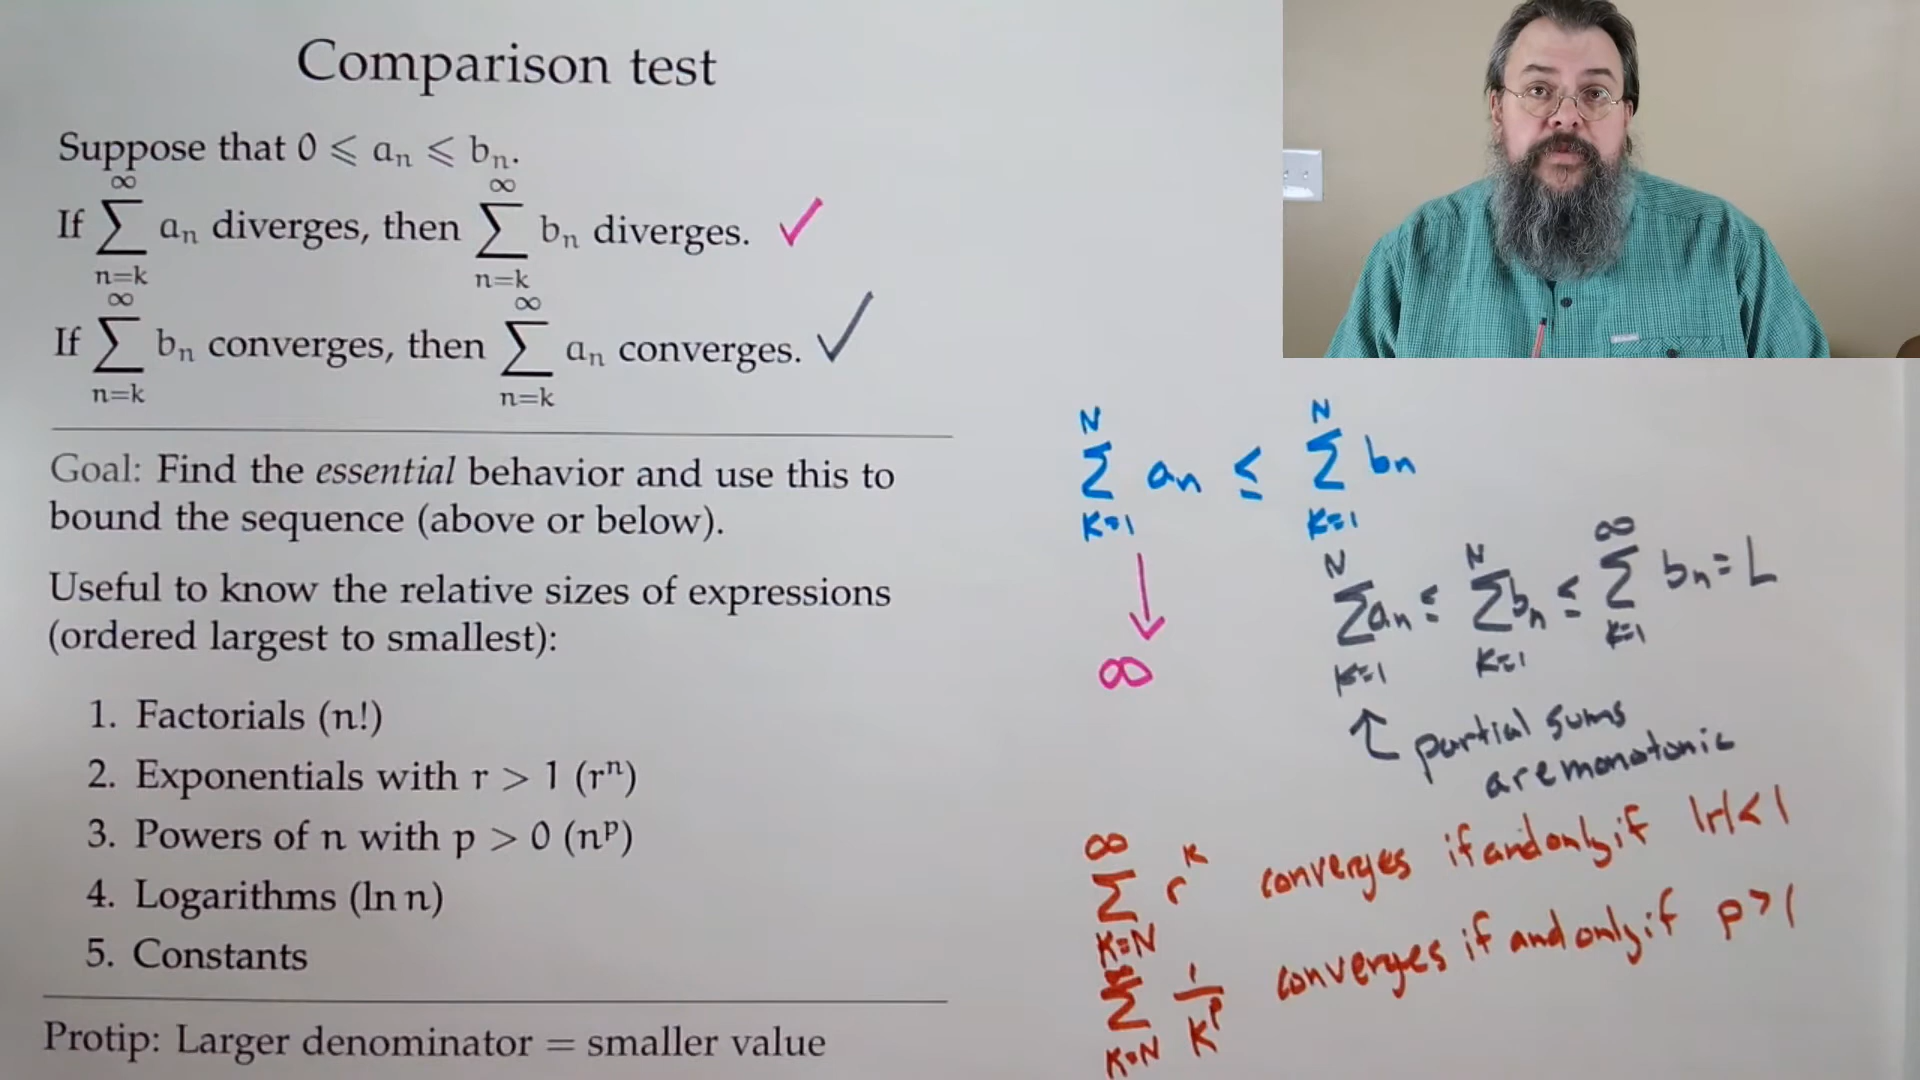 Comparison test
Suppose that 0 ⩽ aₙ ⩽ bₙ.
If ∑_{n=k}^{∞} aₙ diverges, then ∑_{n=k}^{∞} bₙ diverges. ✓
If ∑_{n=k}^{∞} bₙ converges, then ∑_{n=k}^{∞} aₙ converges. ✓
Goal: Find the essential behavior and use this to
bound the sequence (above or below).
Useful to know the relative sizes of expressions
(ordered largest to smallest):
1. Factorials (n!)
2. Exponentials with r > 1 (rⁿ)
3. Powers of n with p > 0 (nᵖ)
4. Logarithms (ln n)
5. Constants
Protip: Larger denominator = smaller value
∑_{K=1}^{N} aₙ ≤ ∑_{K=1}^{N} bₙ
↓
∞
∑_{K=1}^{N} aₙ ≤ ∑_{K=1}^{N} bₙ ≤ ∑_{K=1}^{∞} bₙ = L
↑ partial sums
are monotonic
∑_{K=N}^{∞} r^K converges if and only if |r| < 1
∑_{K=N}^{∞} 1/K^p converges if and only if p > 1